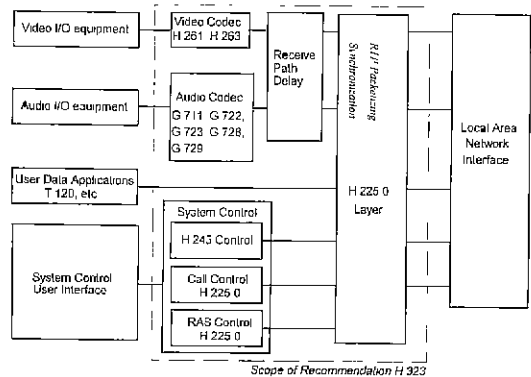 Video I/O equipment
Video Codec
H 261 H 263
Receive
Path
Delay
RTP Packetizing
Synchronization
Audio I/O equipment
Audio Codec
G 711 G 722,
G 723 G 728,
G 729
Local Area
Network
Interface
User Data Applications
T 120, etc
H 225 0
Layer
System Control
H 245 Control
System Control
User Interface
Call Control
H 225 0
RAS Control
H 225 0
Scope of Recommendation H 323